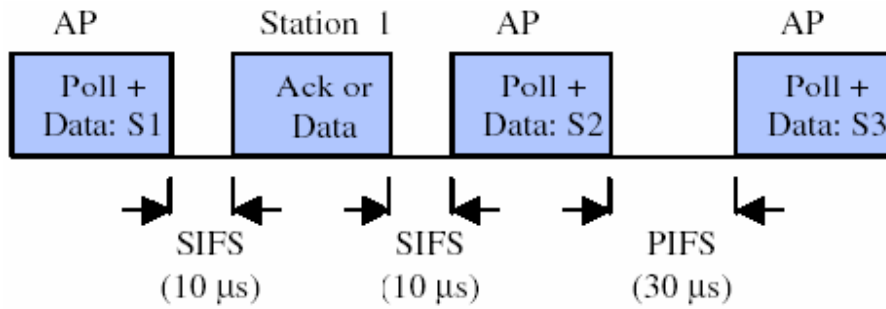 AP Station 1 AP AP
Poll + Ack or Poll + Poll +
Data: S1 Data Data: S2 Data: S3
SIFS SIFS PIFS
(10 μs) (10 μs) (30 μs)